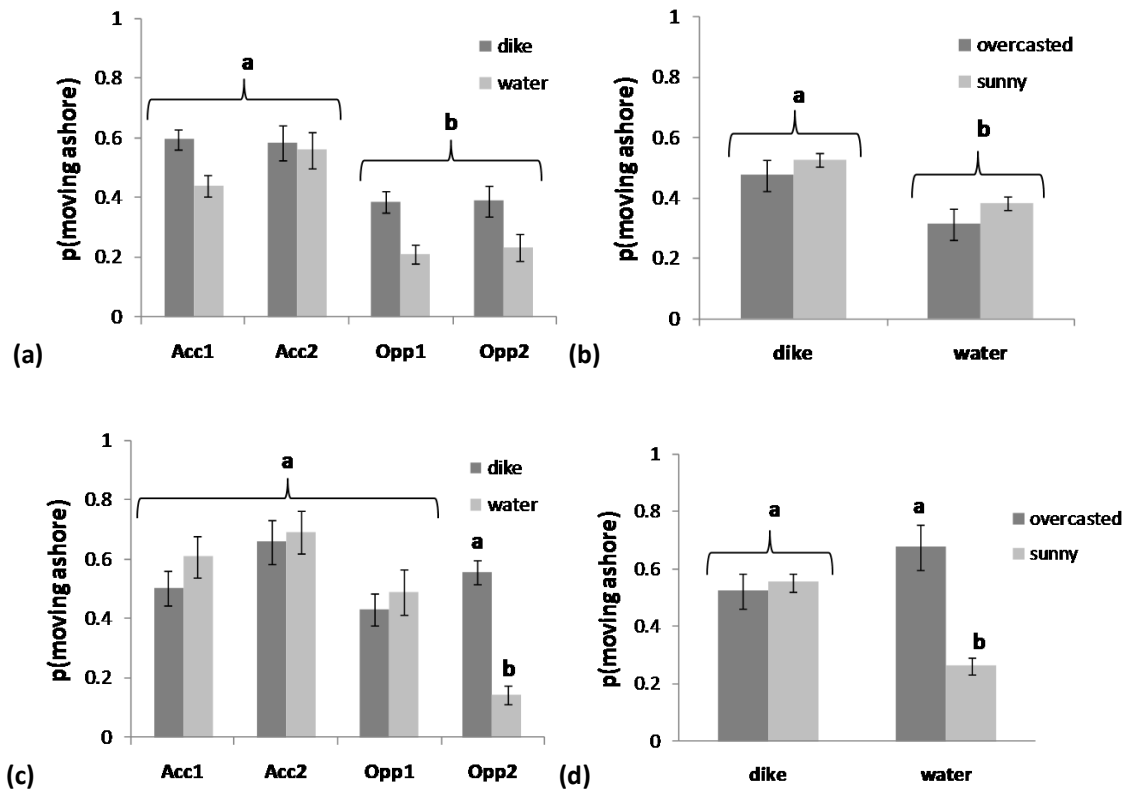 p(moving ashore)
1
0.8
0.6
0.4
0.2
0
dike
water
a
b
Acc1 Acc2 Opp1 Opp2
(a)
p(moving ashore)
1
0.8
0.6
0.4
0.2
0
overcasted
sunny
a
b
dike water
(b)
p(moving ashore)
1
0.8
0.6
0.4
0.2
0
dike
water
a
a
b
Acc1 Acc2 Opp1 Opp2
(c)
p(moving ashore)
1
0.8
0.6
0.4
0.2
0
overcasted
sunny
a
a
b
dike water
(d)